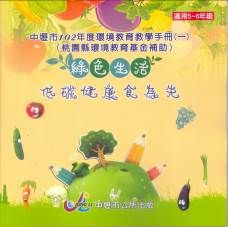 適用5~6年級
中壢市102年度環境教育教學手冊(一)
(桃園縣環境教育基金補助)
綠色生活
低碳健康食為先
中壢市公所出版